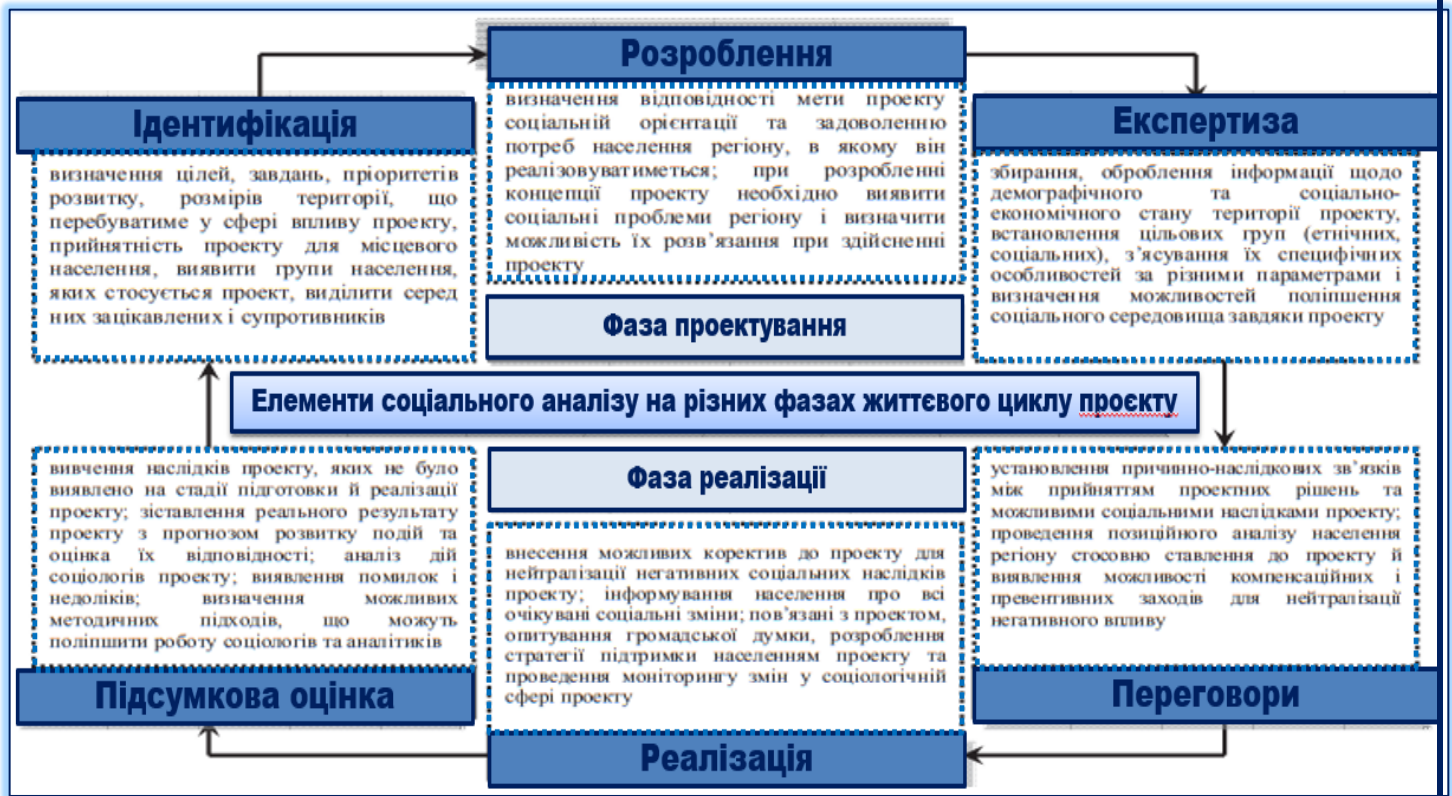 Розроблення
визначення відповідності мети проекту
соціальній орієнтації та задоволенню
потреб населення регіону, в якому він
реалізовуватиметься; при розробленні
концепції проекту необхідно виявити
соціальні проблеми регіону і визначити
можливість їх розв’язання при здійсненні
проекту
Ідентифікація
визначення цілей, завдань, пріоритетів
розвитку, розмірів території, що
перебуватиме у сфері впливу проекту,
прийнятність проекту для місцевого
населення, виявити групи населення,
яких стосується проект, виділити серед
них зацікавлених і супротивників
Експертиза
збирання, оброблення інформації щодо
демографічного та соціально-
економічного стану території проекту,
встановлення цільових груп (етнічних,
соціальних), з’ясування їх специфічних
особливостей за різними параметрами і
визначення можливостей поліпшення
соціального середовища завдяки проекту
Фаза проектування
Елементи соціального аналізу на різних фазах життєвого циклу проєкту
Фаза реалізації
вивчення наслідків проекту, яких не було
виявлено на стадії підготовки й реалізації
проекту; зіставлення реального результату
проекту з прогнозом розвитку подій та
оцінка їх відповідності; аналіз дій
соціологів проекту; виявлення помилок і
недоліків; визначення можливих
методичних підходів, що можуть
поліпшити роботу соціологів та аналітиків
Підсумкова оцінка
внесення можливих коректив до проекту для
нейтралізації негативних соціальних наслідків
проекту; інформування населення про всі
очікувані соціальні зміни; пов’язані з проектом,
опитування громадської думки, розроблення
стратегії підтримки населенням проекту та
проведення моніторингу змін у соціологічній
сфері проекту
Реалізація
установлення причинно-наслідкових зв’язків
між прийняттям проектних рішень та
можливими соціальними наслідками проекту;
проведення позиційного аналізу населення
регіону стосовно ставлення до проекту й
виявлення можливості компенсаційних і
превентивних заходів для нейтралізації
негативного впливу
Переговори